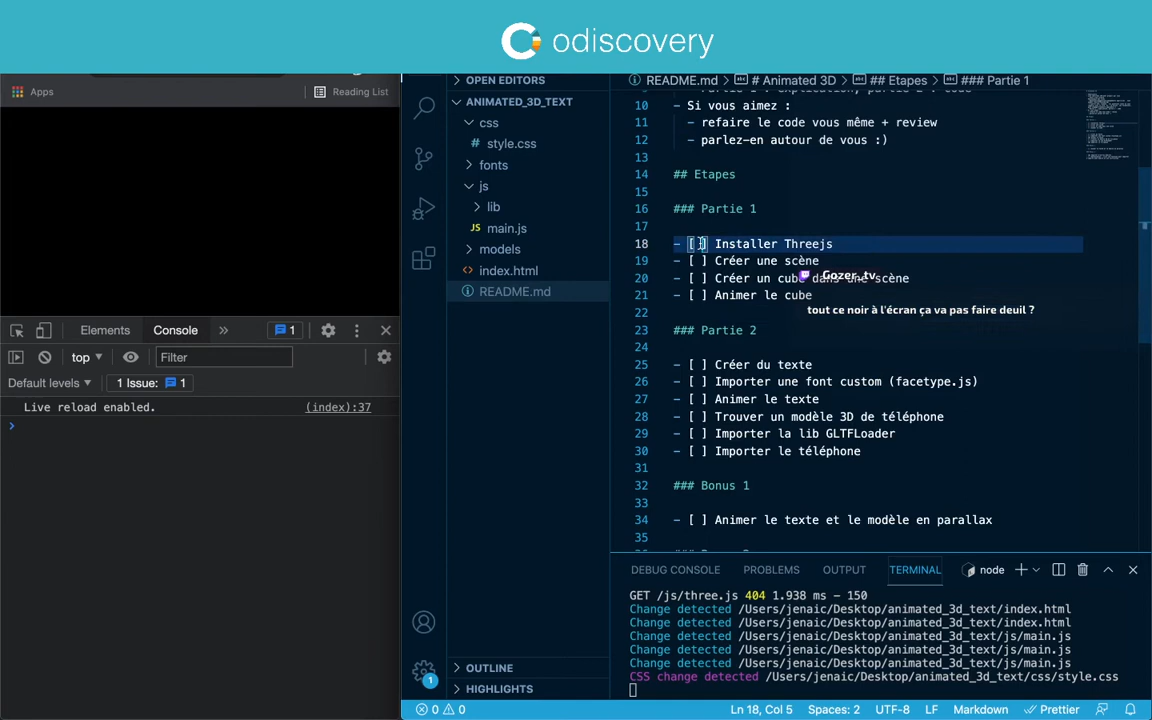 odiscovery
Apps
Reading List
Elements
Console
1
top
Filter
Default levels
1 Issue:
1
Live reload enabled.
(index):37
OPEN EDITORS
ANIMATED_3D_TEXT
css
style.css
fonts
js
lib
JS main.js
models
index.html
README.md
OUTLINE
HIGHLIGHTS
1
README.md > # Animated 3D > ## Etapes > ### Partie 1
10 - Si vous aimez :
11 - refaire le code vous même + review
12 - parlez-en autour de vous :)
13
14 ## Etapes
15
16 ### Partie 1
17
18 - [ ] Installer Threejs
19 - [ ] Créer une scène
20 - [ ] Créer un cube dans une scène
Gozer_tv
21 - [ ] Animer le cube
tout ce noir à l'écran ça va pas faire deuil ?
22
23 ### Partie 2
24
25 - [ ] Créer du texte
26 - [ ] Importer une font custom (facetype.js)
27 - [ ] Animer le texte
28 - [ ] Trouver un modèle 3D de téléphone
29 - [ ] Importer la lib GLTFLoader
30 - [ ] Importer le téléphone
31
32 ### Bonus 1
33
34 - [ ] Animer le texte et le modèle en parallax
35
DEBUG CONSOLE PROBLEMS OUTPUT TERMINAL node
GET /js/three.js 404 1.938 ms - 150
Change detected /Users/jenaic/Desktop/animated_3d_text/index.html
Change detected /Users/jenaic/Desktop/animated_3d_text/index.html
Change detected /Users/jenaic/Desktop/animated_3d_text/js/main.js
Change detected /Users/jenaic/Desktop/animated_3d_text/js/main.js
Change detected /Users/jenaic/Desktop/animated_3d_text/js/main.js
CSS change detected /Users/jenaic/Desktop/animated_3d_text/css/style.css
0 0 Ln 18, Col 5 Spaces: 2 UTF-8 LF Markdown Prettier